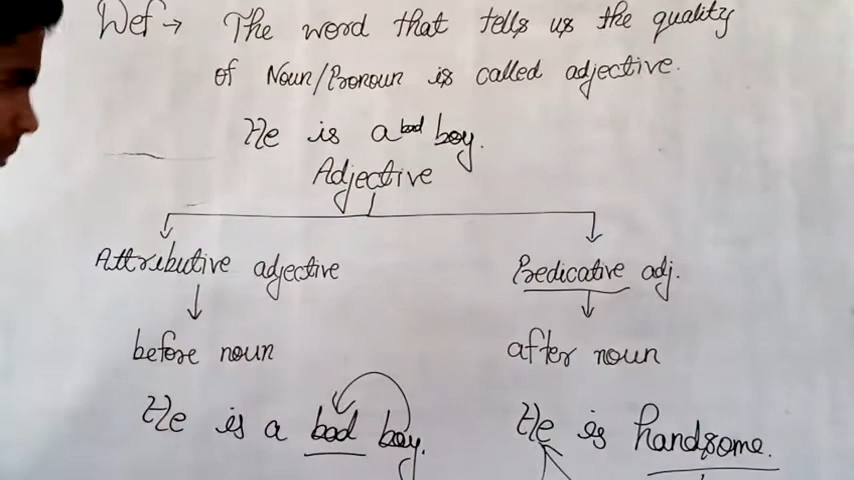 Def → The word that tells us the quality
of Noun/Pronoun is called adjective.
He is a bad boy.
Adjective
Attributive adjective
Predicative adj.
before noun
after noun
He is a bad boy.
He is handsome.